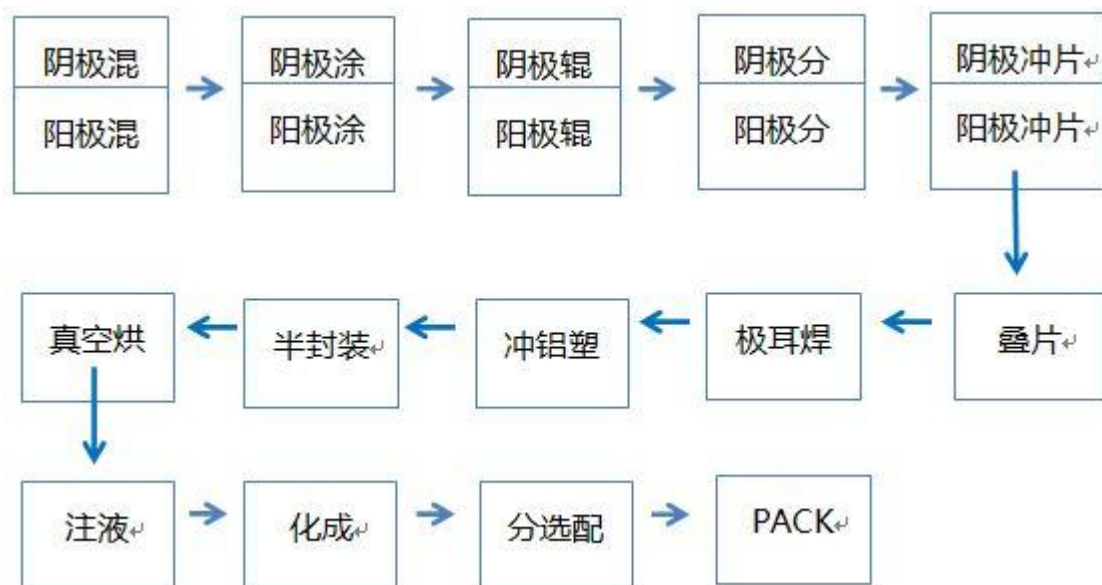 阴极混
阳极混
阴极涂
阳极涂
阴极辊
阳极辊
阴极分
阳极分
阴极冲片
阳极冲片
叠片
极耳焊
冲铝塑
半封装
真空烘
注液
化成
分选配
PACK